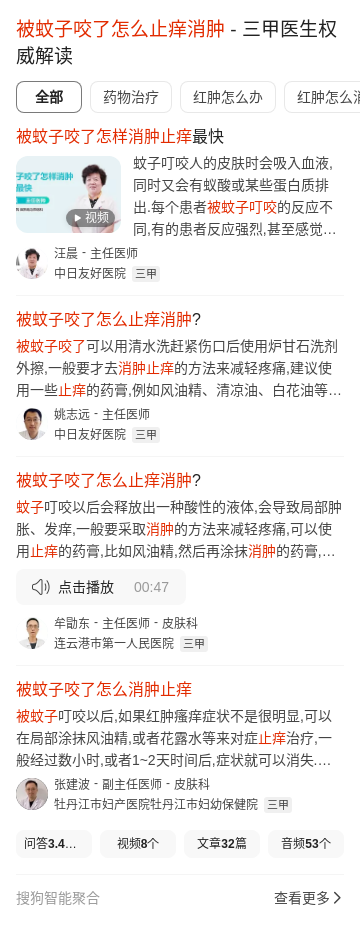 被蚊子咬了怎么止痒消肿 - 三甲医生权
威解读
全部
药物治疗
红肿怎么办
红肿怎么消
被蚊子咬了怎样消肿止痒最快
子咬了怎样消肿
最快
视频
蚊子叮咬人的皮肤时会吸入血液,
同时又会有蚁酸或某些蛋白质排
出.每个患者被蚊子叮咬的反应不
同,有的患者反应强烈,甚至感觉…
汪晨 - 主任医师
中日友好医院 三甲
被蚊子咬了怎么止痒消肿?
被蚊子咬了可以用清水洗赶紧伤口后使用炉甘石洗剂
外擦,一般要才去消肿止痒的方法来减轻疼痛,建议使
用一些止痒的药膏,例如风油精、清凉油、白花油等…
姚志远 - 主任医师
中日友好医院 三甲
被蚊子咬了怎么止痒消肿?
蚊子叮咬以后会释放出一种酸性的液体,会导致局部肿
胀、发痒,一般要采取消肿的方法来减轻疼痛,可以使
用止痒的药膏,比如风油精,然后再涂抹消肿的药膏,…
点击播放 00:47
牟勖东 - 主任医师 - 皮肤科
连云港市第一人民医院 三甲
被蚊子咬了怎么消肿止痒
被蚊子叮咬以后,如果红肿瘙痒症状不是很明显,可以
在局部涂抹风油精,或者花露水等来对症止痒治疗,一
般经过数小时,或者1~2天时间后,症状就可以消失.…
张建波 - 副主任医师 - 皮肤科
牡丹江市妇产医院牡丹江市妇幼保健院 三甲
问答3.4…
视频8个
文章32篇
音频53个
搜狗智能聚合
查看更多